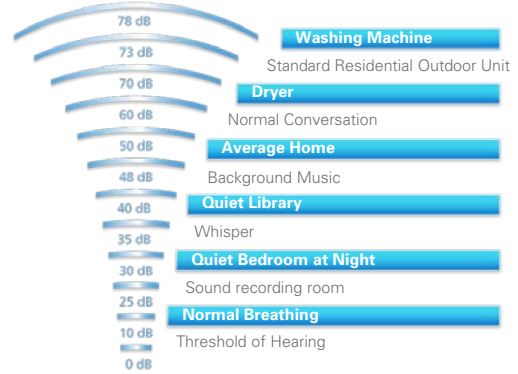 78 dB
Washing Machine
73 dB
Standard Residential Outdoor Unit
70 dB
Dryer
60 dB
Normal Conversation
50 dB
Average Home
48 dB
Background Music
40 dB
Quiet Library
35 dB
Whisper
30 dB
Quiet Bedroom at Night
25 dB
Sound recording room
10 dB
Normal Breathing
0 dB
Threshold of Hearing